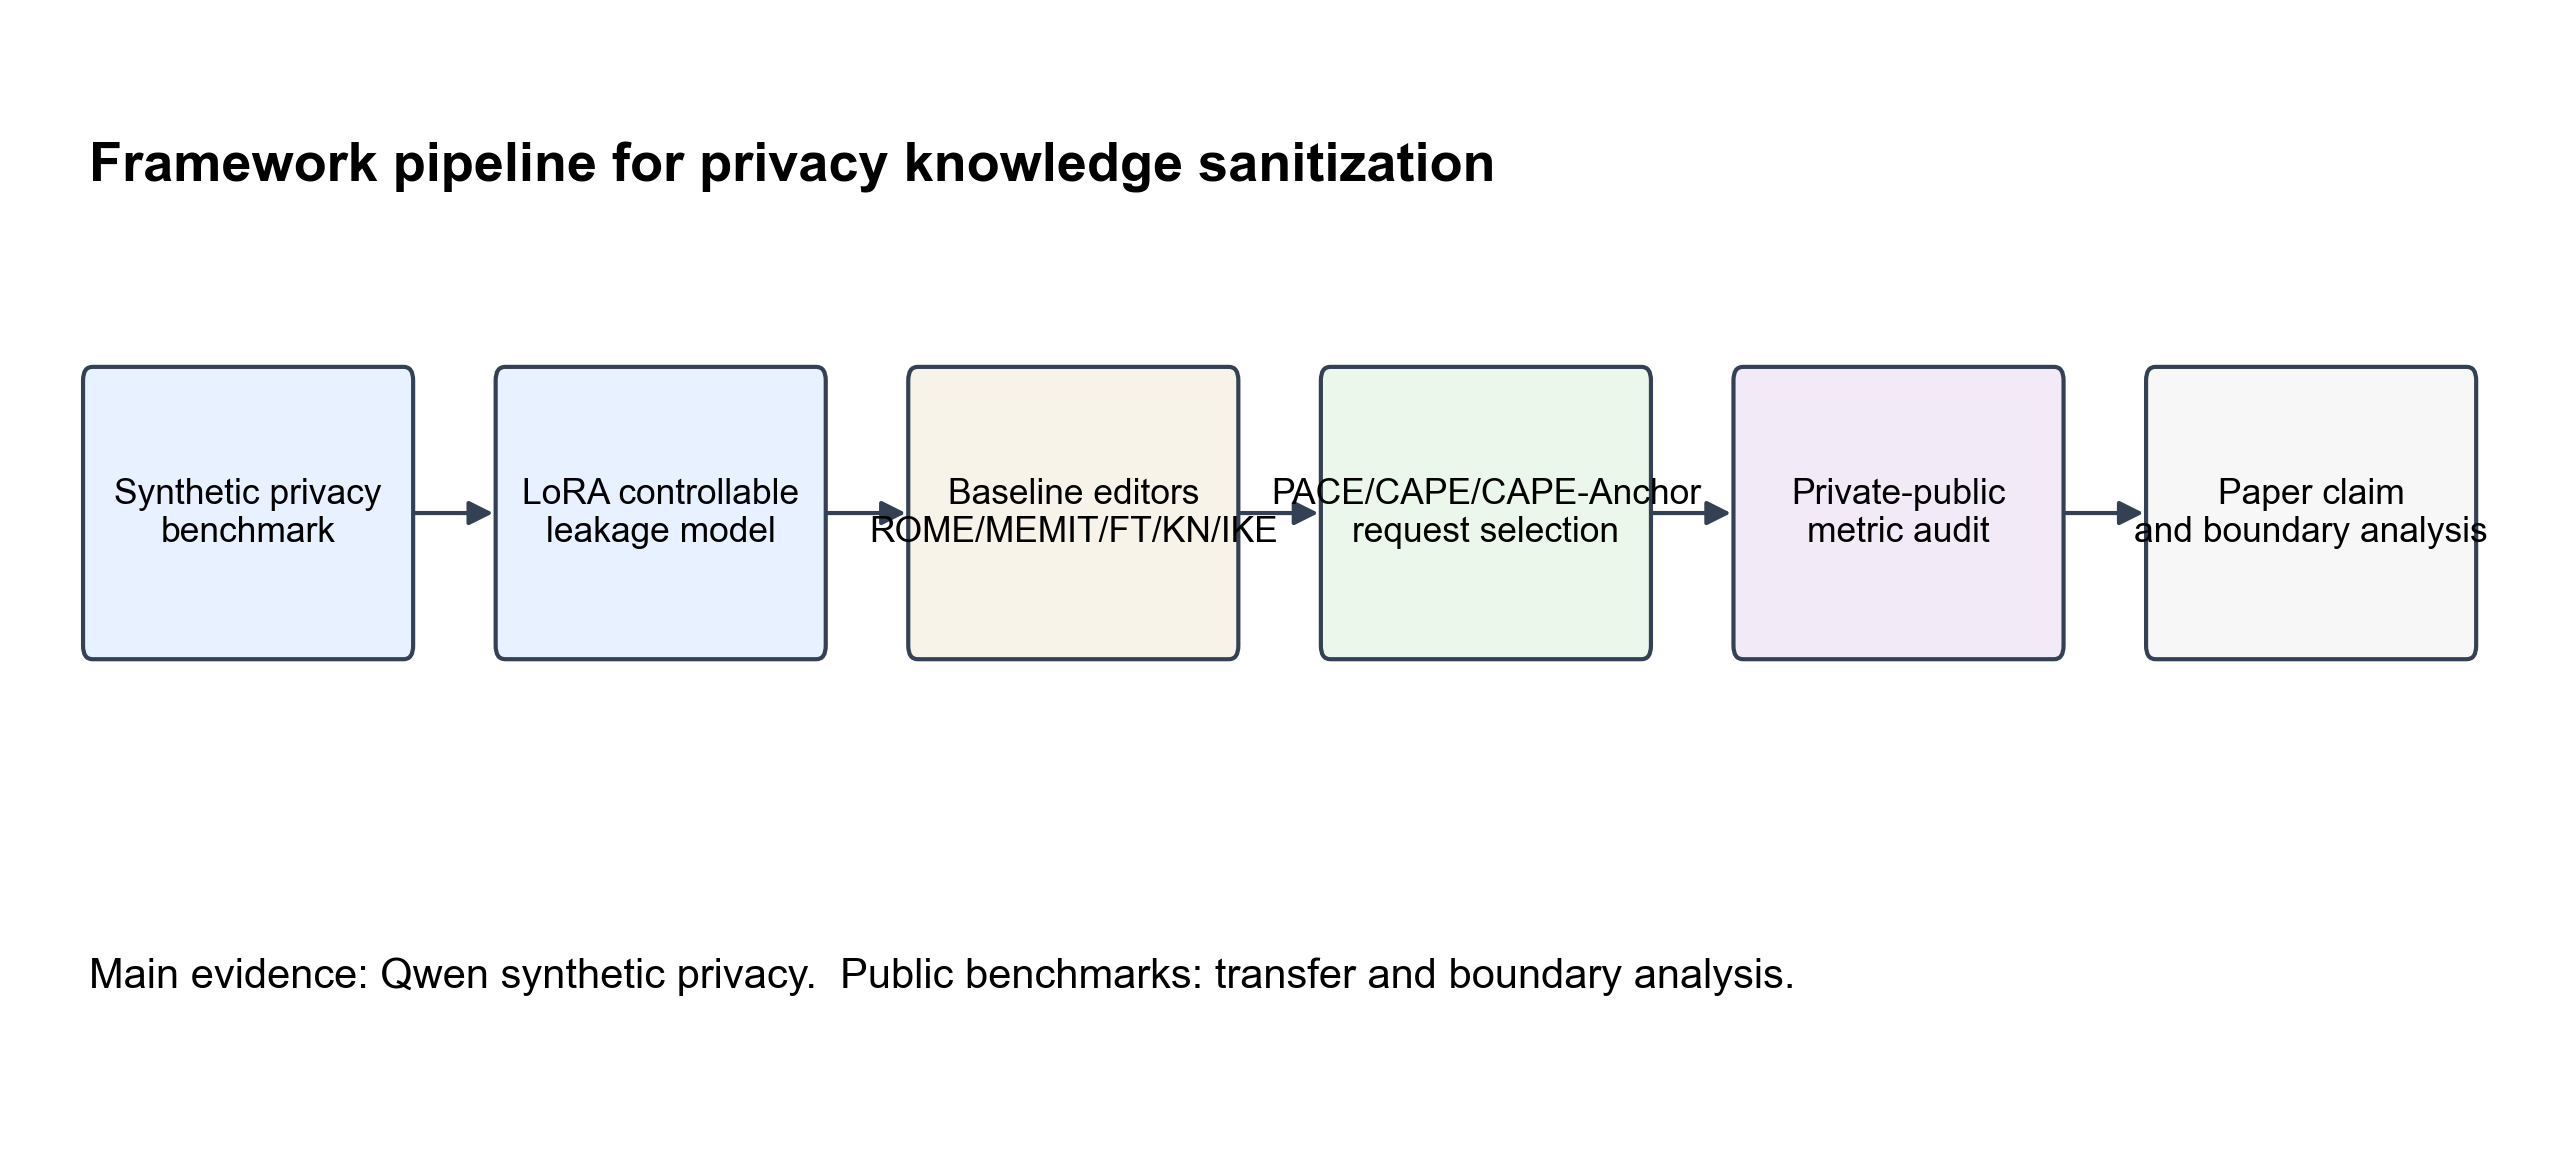 Framework pipeline for privacy knowledge sanitization
Synthetic privacy
benchmark
LoRA controllable
leakage model
Baseline editors
ROME/MEMIT/FT/KN/IKE
PACE/CAPE/CAPE-Anchor
request selection
Private-public
metric audit
Paper claim
and boundary analysis
Main evidence: Qwen synthetic privacy.  Public benchmarks: transfer and boundary analysis.